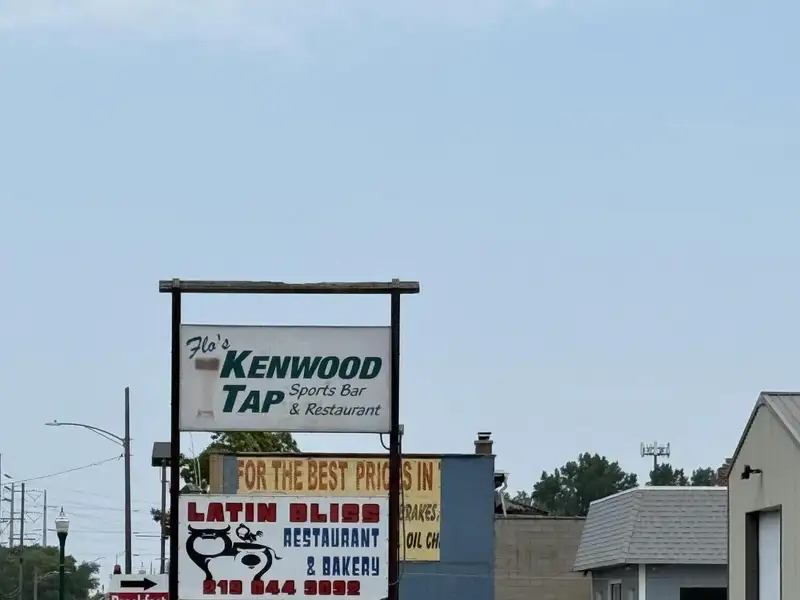 Flo's
KENWOOD
TAP Sports Bar
& Restaurant
FOR THE BEST PRICES IN
BRAKES,
OIL CH
LATIN BLISS
RESTAURANT
& BAKERY
219 844 9092
Breakfast